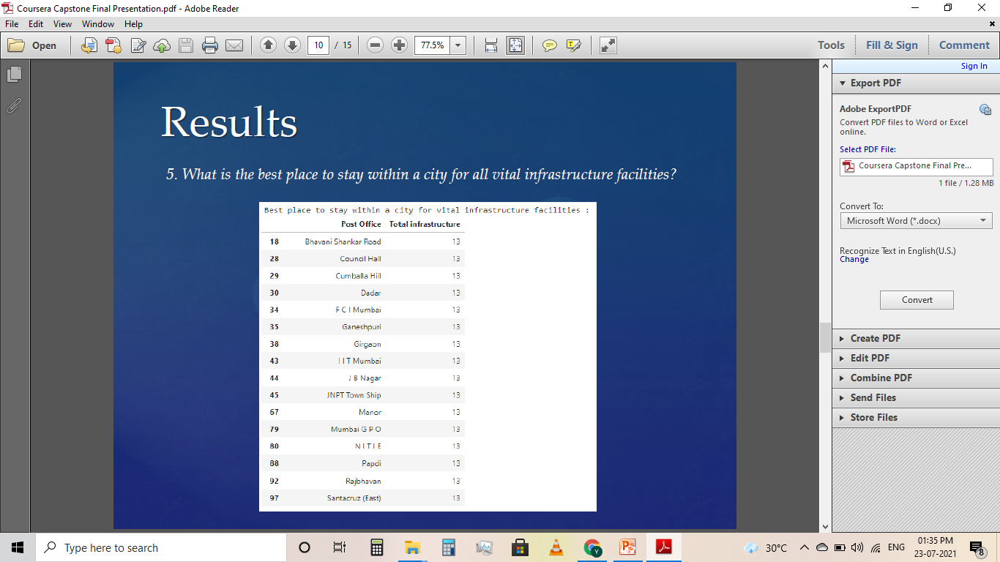 Coursera Capstone Final Presentation.pdf - Adobe Reader
File Edit View Window Help
Open 10 / 15 77.5% Tools Fill & Sign Comment
Results
5. What is the best place to stay within a city for all vital infrastructure facilities?
Best place to stay within a city for vital infrastructure facilities :
Post Office Total infrastructure
18 Bhavani Shankar Road 13
28 Council Hall 13
29 Cumballa Hill 13
30 Dadar 13
34 F C I Mumbai 13
35 Ganeshpuri 13
38 Girgaon 13
43 I I T Mumbai 13
44 J B Nagar 13
45 JNPT Town Ship 13
67 Manor 13
79 Mumbai G P O 13
80 N I T I E 13
88 Papdi 13
92 Rajbhavan 13
97 Santacruz (East) 13
Sign In
Export PDF
Adobe ExportPDF
Convert PDF files to Word or Excel
online.
Select PDF File:
Coursera Capstone Final Pre...
1 file / 1.28 MB
Convert To:
Microsoft Word (*.docx)
Recognize Text in English(U.S.)
Change
Convert
Create PDF
Edit PDF
Combine PDF
Send Files
Store Files
Type here to search
30°C ENG 01:35 PM
23-07-2021
8